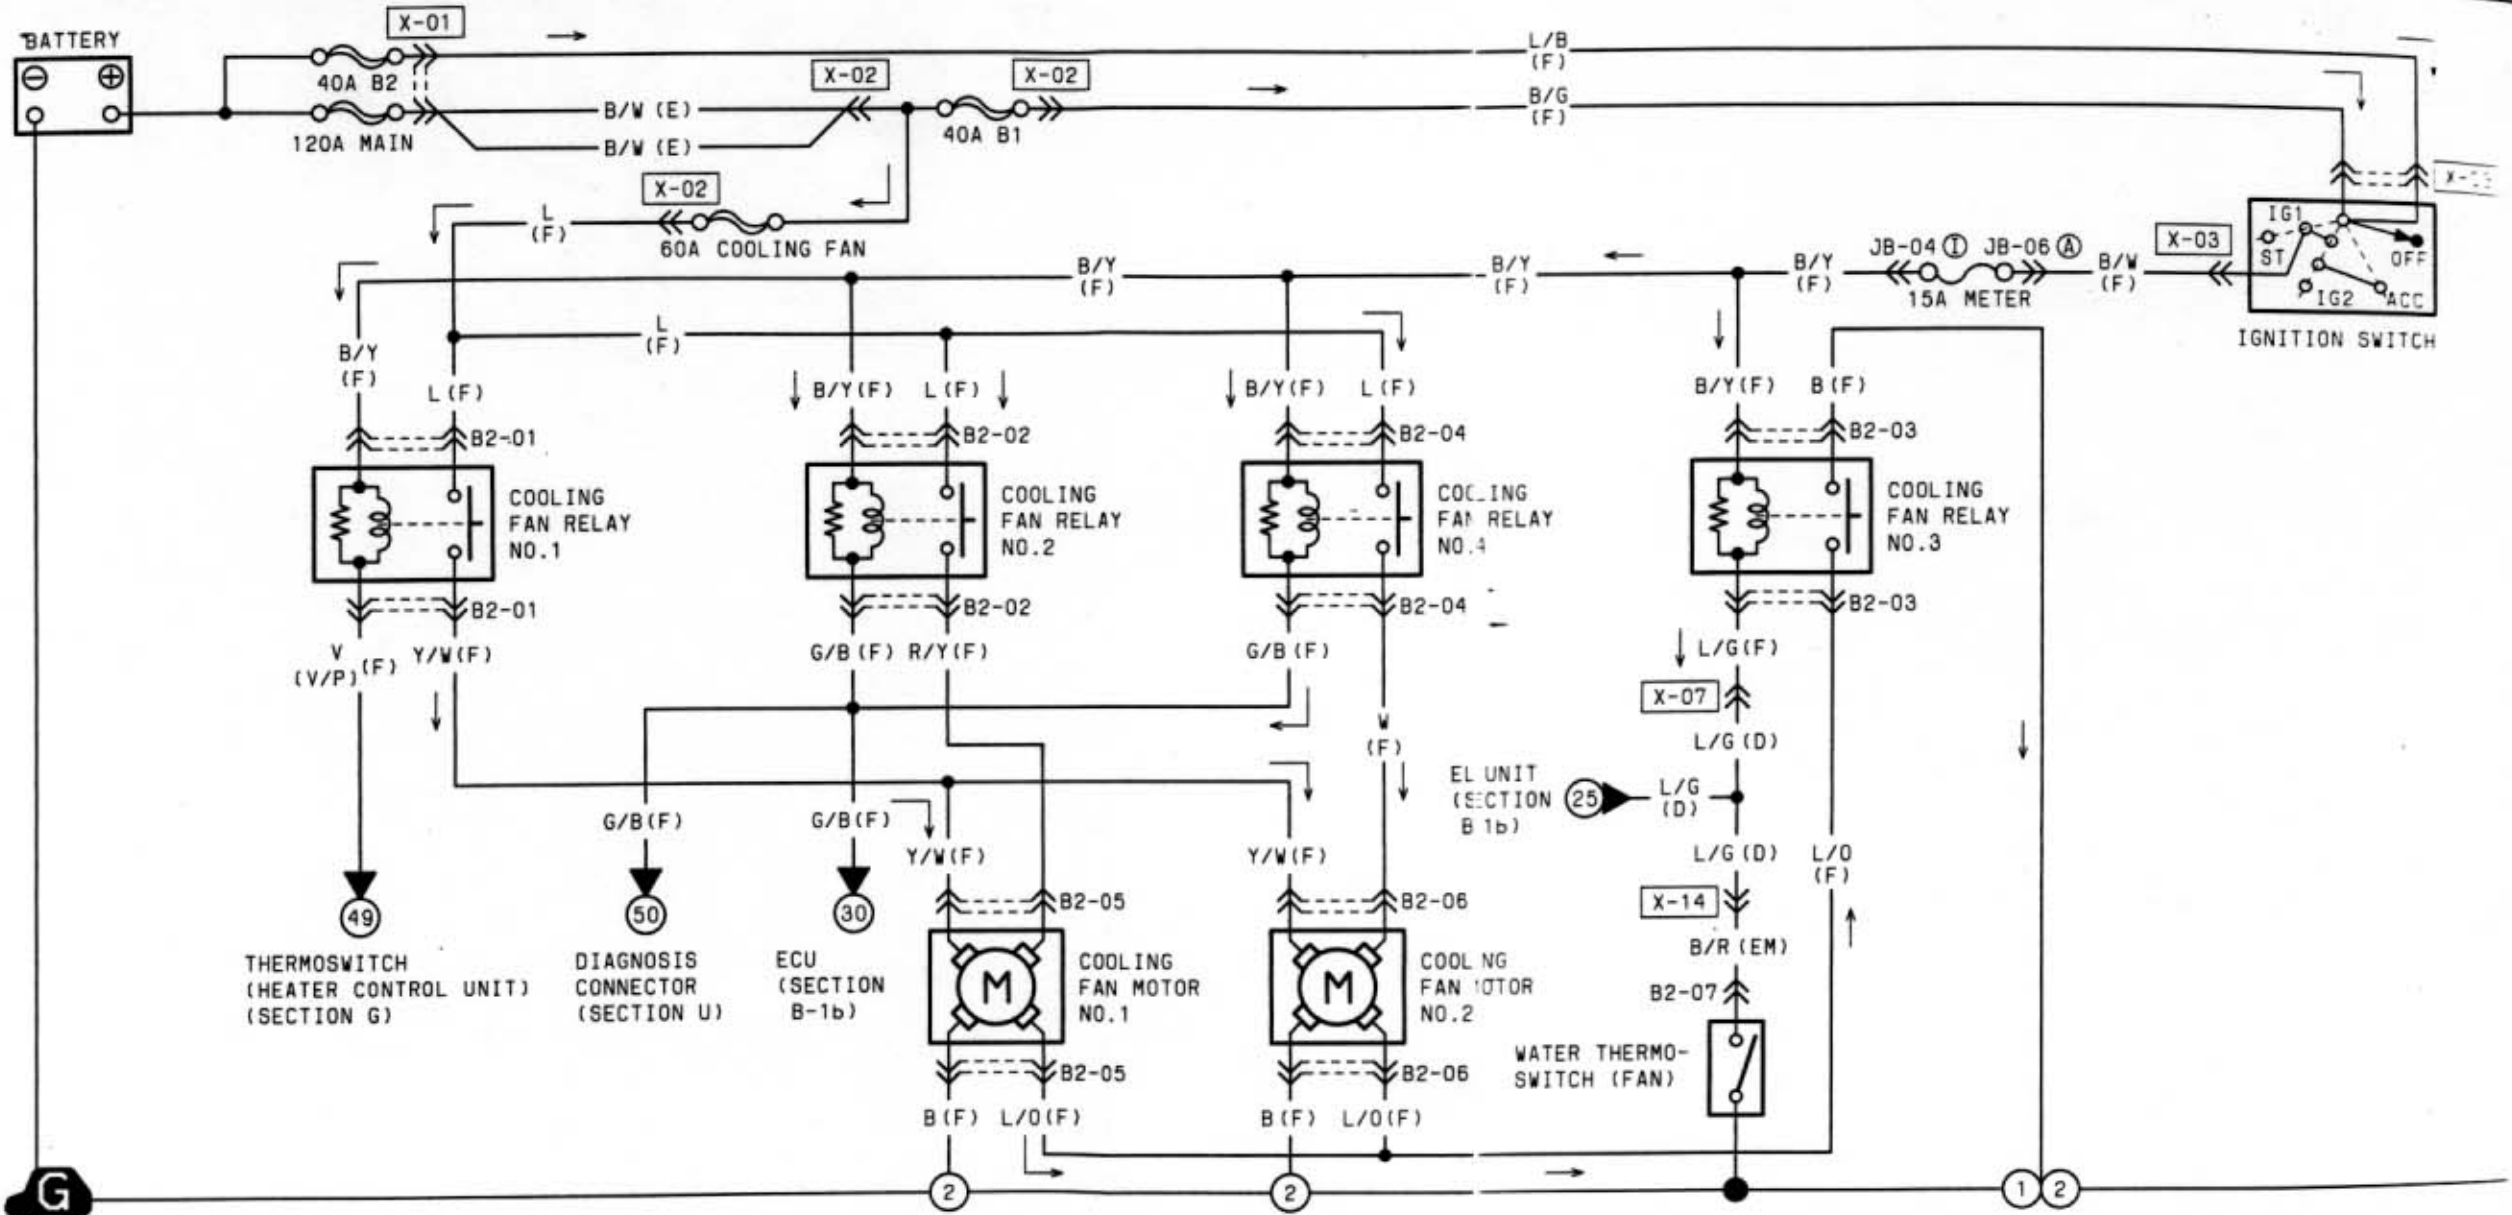 X-01
BATTERY
40A B2
120A MAIN
B/W (E)
B/W (E)
X-02
X-02
40A B1
L/B
(F)
B/G
(F)
X-02
L
(F)
60A COOLING FAN
B/Y
(F)
B/Y
(F)
B/Y
(F)
JB-04 I JB-06 A
15A METER
B/W
(F)
X-03
IG1
ST
OFF
IG2
ACC
IGNITION SWITCH
L
(F)
B/Y
(F)
L (F)
B/Y (F)
L (F)
B/Y (F)
L (F)
B/Y (F)
B (F)
B2-01
B2-02
B2-04
B2-03
COOLING
FAN RELAY
NO.1
COOLING
FAN RELAY
NO.2
RELAY
COOLING
FAN RELAY
NO.3
B2-01
B2-02
B2-04
B2-03
V
(V/P) (F)
Y/W (F)
G/B (F)
R/Y (F)
G/B (F)
W
(F)
L/G (F)
X-07
L/G (D)
UNIT
25
L/G
(D)
L/G (D)
L/O
(F)
X-14
B/R (EM)
B2-07
WATER THERMO-
SWITCH (FAN)
G/B (F)
G/B (F)
Y/W (F)
Y/W (F)
B2-05
B2-06
49
50
30
THERMOSWITCH
(HEATER CONTROL UNIT)
(SECTION G)
DIAGNOSIS
CONNECTOR
(SECTION U)
ECU
(SECTION
B-1b)
M
COOLING
FAN MOTOR
NO.1
M
FAN
NO.2
B2-05
B2-06
B (F)
L/O (F)
B (F)
L/O (F)
G
2
2
1
2